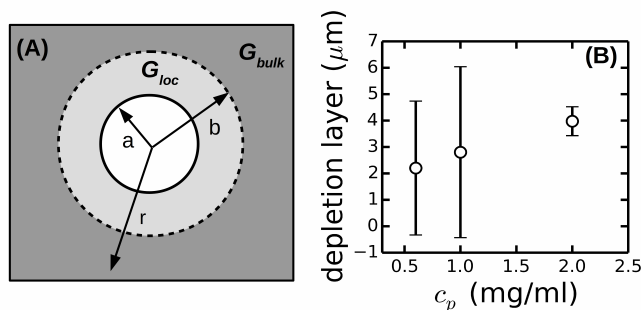 (A)
G_bulk
G_loc
a
b
r
(B)
depletion layer (μm)
7
6
5
4
3
2
1
0
−1
0.5 1.0 1.5 2.0 2.5
c_p (mg/ml)